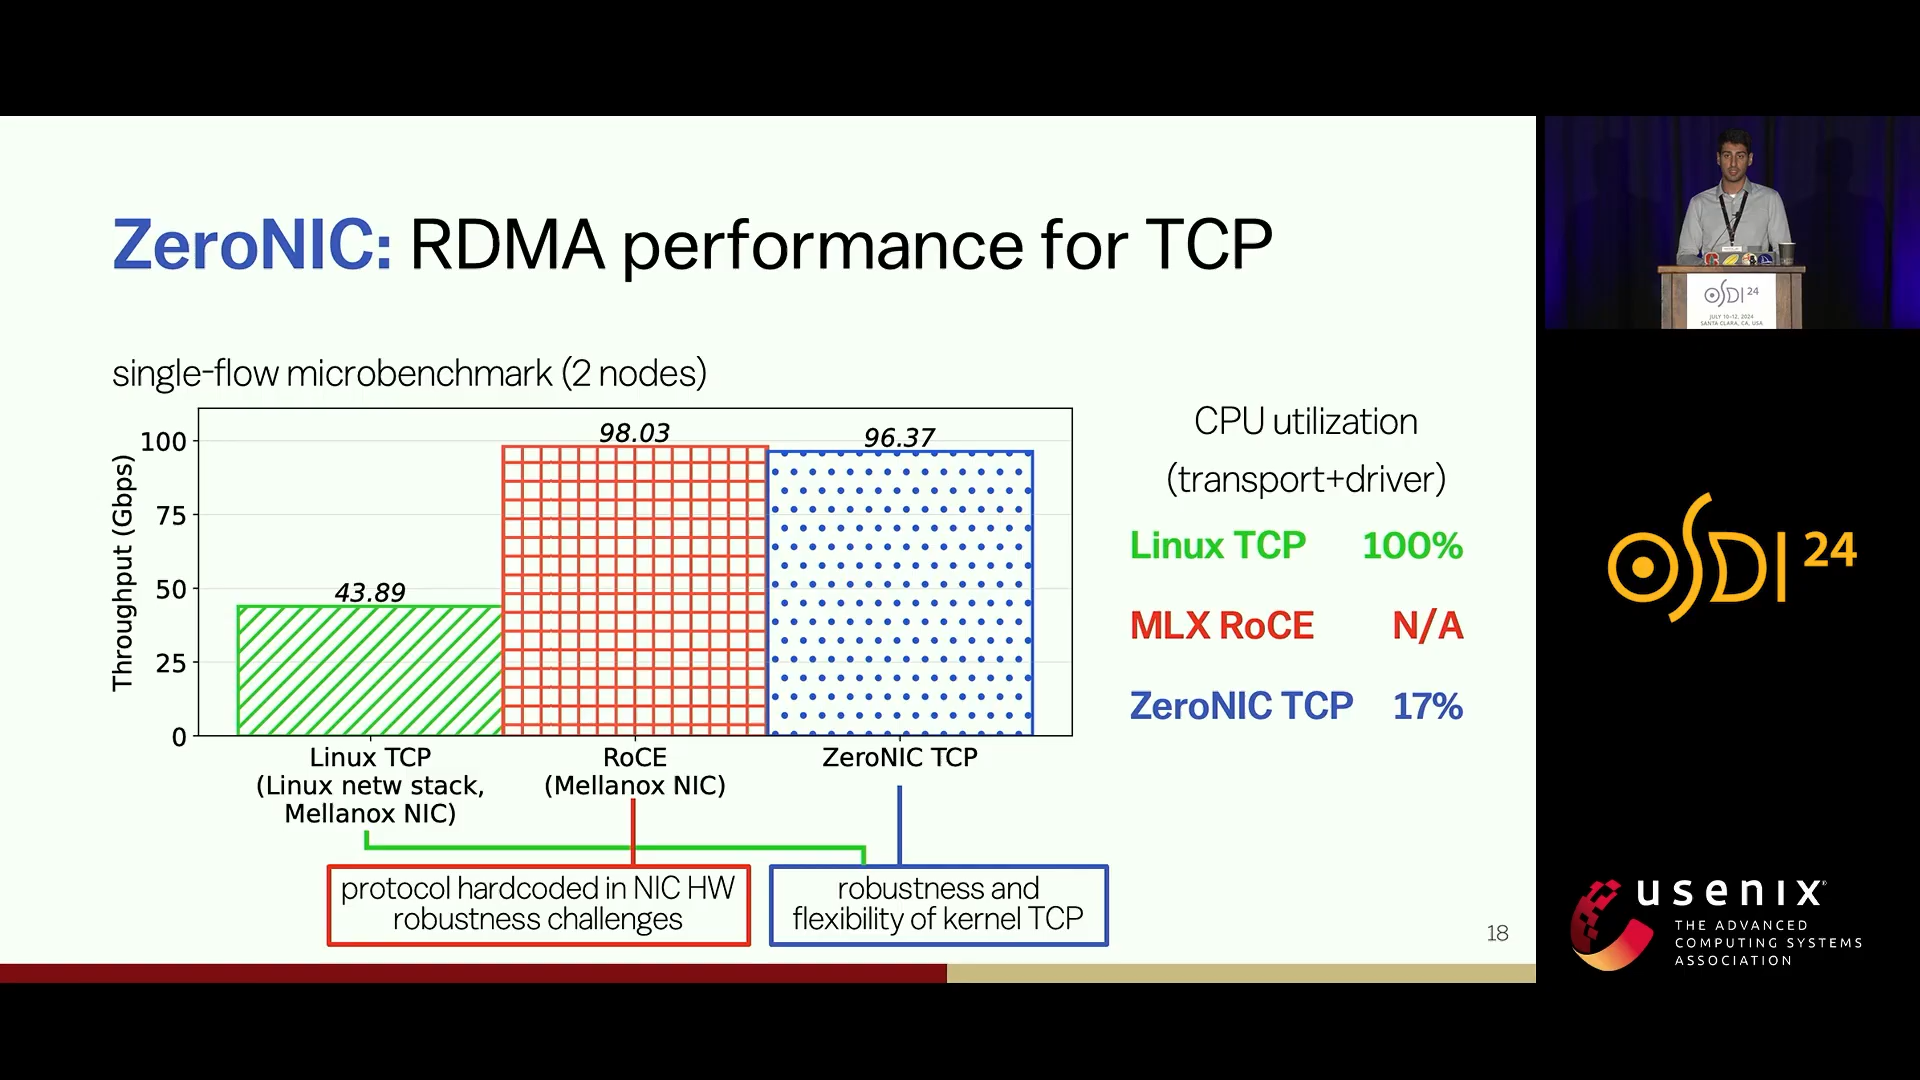 ZeroNIC: RDMA performance for TCP
single-flow microbenchmark (2 nodes)
Throughput (Gbps)
100
75
50
25
0
43.89
98.03
96.37
Linux TCP
(Linux netw stack,
Mellanox NIC)
RoCE
(Mellanox NIC)
ZeroNIC TCP
protocol hardcoded in NIC HW
robustness challenges
robustness and
flexibility of kernel TCP
CPU utilization
(transport+driver)
Linux TCP 100%
MLX RoCE N/A
ZeroNIC TCP 17%
18
OSDI 24
JULY 10-12, 2024
SANTA CLARA, CA, USA
OSDI 24
usenix®
THE ADVANCED
COMPUTING SYSTEMS
ASSOCIATION